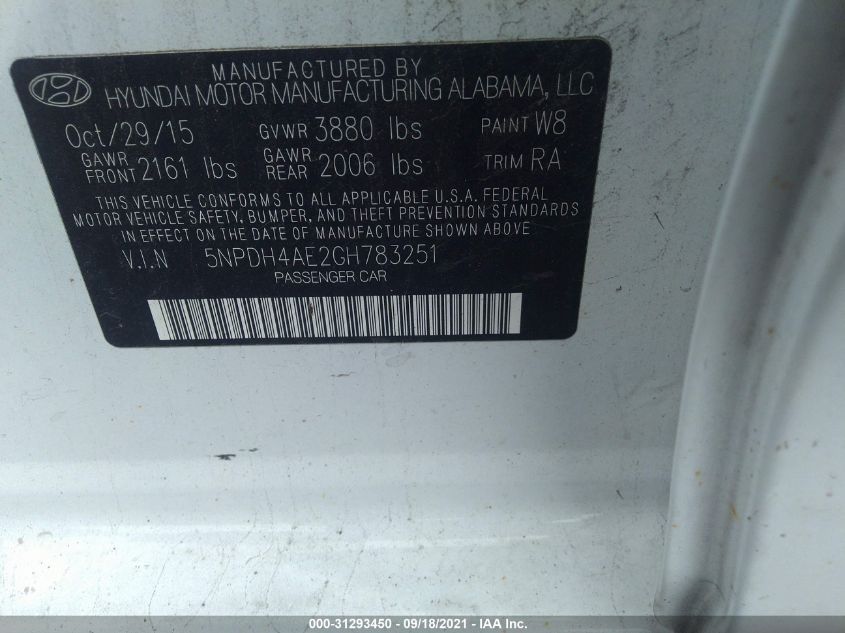 MANUFACTURED BY
HYUNDAI MOTOR MANUFACTURING ALABAMA, LLC
Oct/29/15 GVWR 3880 lbs PAINT W8
GAWR FRONT 2161 lbs GAWR REAR 2006 lbs TRIM RA
THIS VEHICLE CONFORMS TO ALL APPLICABLE U.S.A. FEDERAL
MOTOR VEHICLE SAFETY, BUMPER, AND THEFT PREVENTION STANDARDS
IN EFFECT ON THE DATE OF MANUFACTURE SHOWN ABOVE
V.I.N 5NPDH4AE2GH783251
PASSENGER CAR
000-31293450 - 09/18/2021 - IAA Inc.